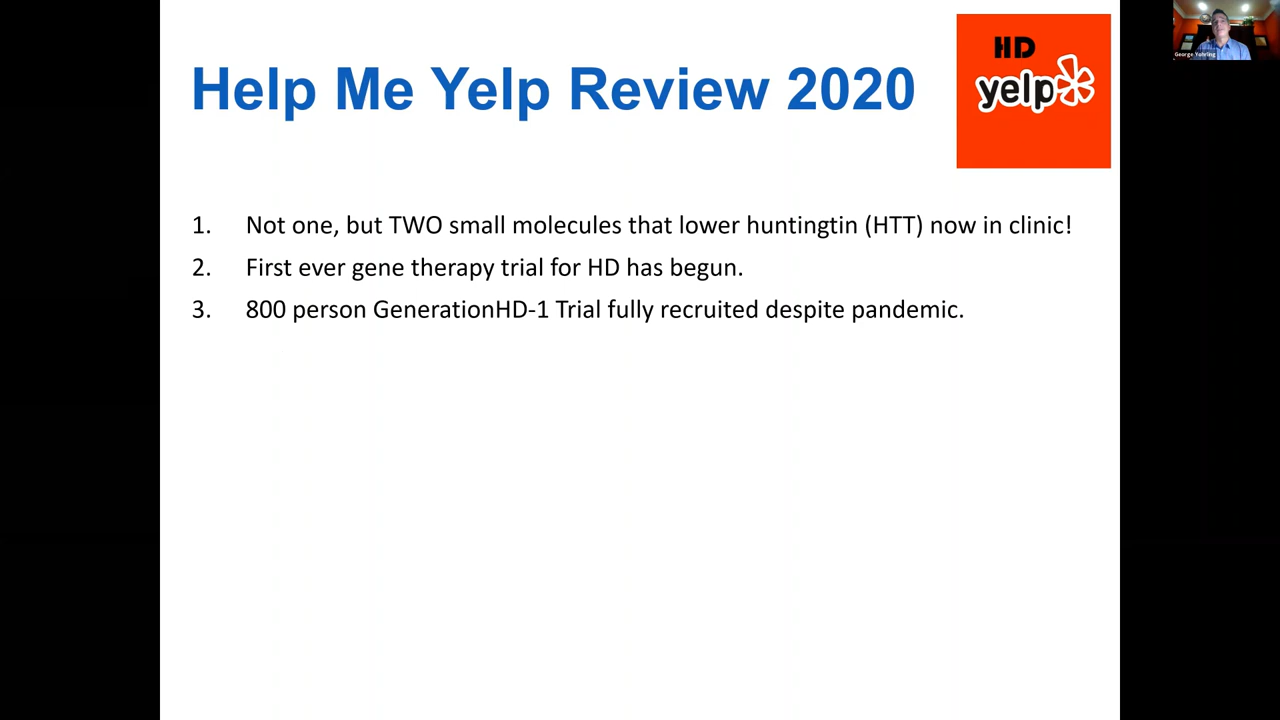 Help Me Yelp Review 2020
HD
yelp
George Yohrling
1. Not one, but TWO small molecules that lower huntingtin (HTT) now in clinic!
2. First ever gene therapy trial for HD has begun.
3. 800 person GenerationHD-1 Trial fully recruited despite pandemic.